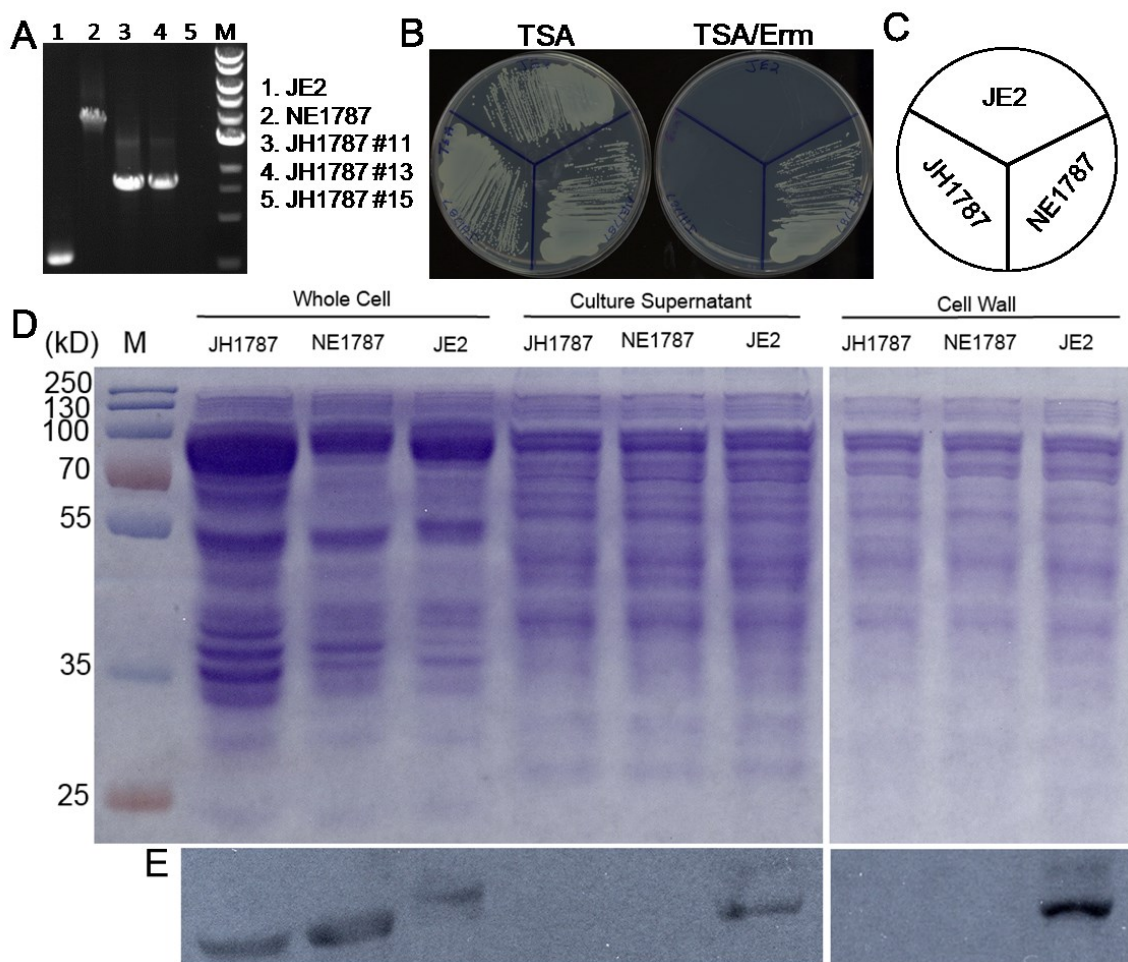 A
1 2 3 4 5 M
1. JE2
2. NE1787
3. JH1787 #11
4. JH1787 #13
5. JH1787 #15
B
TSA
TSA/Erm
JE2
C
JE2
JH1787
NE1787
D
(kD)
M
Whole Cell
Culture Supernatant
Cell Wall
JH1787 NE1787 JE2 JH1787 NE1787 JE2 JH1787 NE1787 JE2
250
130
100
70
55
35
25
E